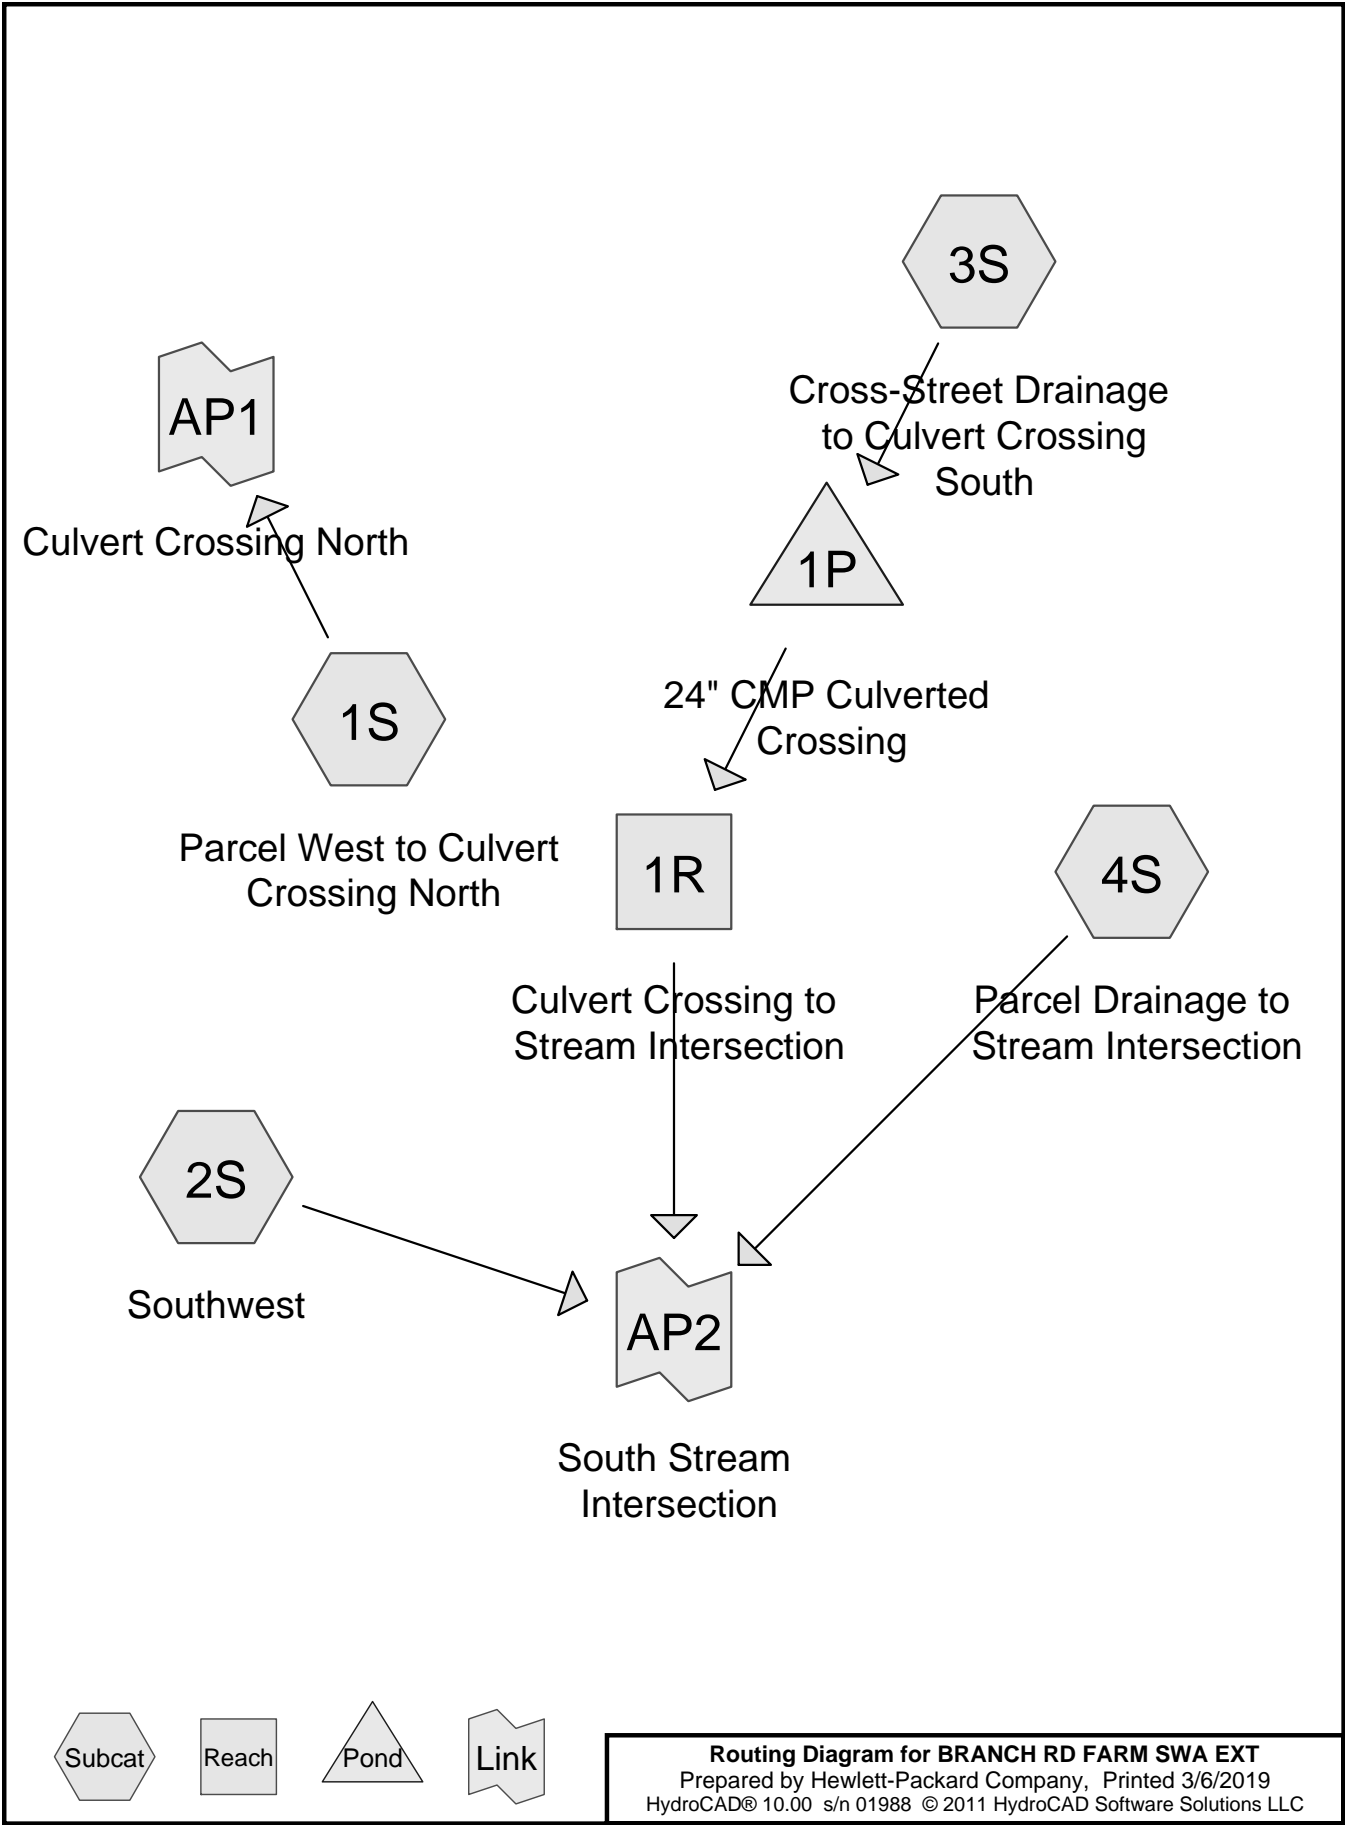 3S
Cross-Street Drainage
to Culvert Crossing
South
AP1
Culvert Crossing North
1P
24" CMP Culverted
Crossing
1S
Parcel West to Culvert
Crossing North
1R
Culvert Crossing to
Stream Intersection
4S
Parcel Drainage to
Stream Intersection
2S
Southwest
AP2
South Stream
Intersection
Subcat
Reach
Pond
Link
Routing Diagram for BRANCH RD FARM SWA EXT
Prepared by Hewlett-Packard Company, Printed 3/6/2019
HydroCAD® 10.00 s/n 01988 © 2011 HydroCAD Software Solutions LLC